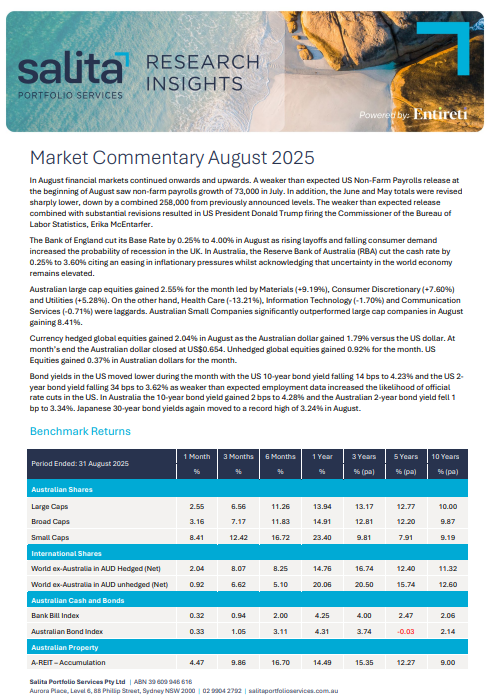 salita
PORTFOLIO SERVICES
RESEARCH
INSIGHTS
Powered by: Entireti
Market Commentary August 2025
In August financial markets continued onwards and upwards. A weaker than expected US Non-Farm Payrolls release at
the beginning of August saw non-farm payrolls growth of 73,000 in July. In addition, the June and May totals were revised
sharply lower, down by a combined 258,000 from previously announced levels. The weaker than expected release
combined with substantial revisions resulted in US President Donald Trump firing the Commissioner of the Bureau of
Labor Statistics, Erika McEntarfer.
The Bank of England cut its Base Rate by 0.25% to 4.00% in August as rising layoffs and falling consumer demand
increased the probability of recession in the UK. In Australia, the Reserve Bank of Australia (RBA) cut the cash rate by
0.25% to 3.60% citing an easing in inflationary pressures whilst acknowledging that uncertainty in the world economy
remains elevated.
Australian large cap equities gained 2.55% for the month led by Materials (+9.19%), Consumer Discretionary (+7.60%)
and Utilities (+5.28%). On the other hand, Health Care (-13.21%), Information Technology (-1.70%) and Communication
Services (-0.71%) were laggards. Australian Small Companies significantly outperformed large cap companies in August
gaining 8.41%.
Currency hedged global equities gained 2.04% in August as the Australian dollar gained 1.79% versus the US dollar. At
month's end the Australian dollar closed at US$0.654. Unhedged global equities gained 0.92% for the month. US
Equities gained 0.37% in Australian dollars for the month.
Bond yields in the US moved lower during the month with the US 10-year bond yield falling 14 bps to 4.23% and the US 2-
year bond yield falling 34 bps to 3.62% as weaker than expected employment data increased the likelihood of official
rate cuts in the US. In Australia the 10-year bond yield gained 2 bps to 4.28% and the Australian 2-year bond yield fell 1
bp to 3.34%. Japanese 30-year bond yields again moved to a record high of 3.24% in August.
Benchmark Returns
Period Ended: 31 August 2025 1 Month 3 Months 6 Months 1 Year 3 Years 5 Years 10 Years
% % % % % (pa) % (pa) % (pa)
Australian Shares
Large Caps 2.55 6.56 11.26 13.94 13.17 12.77 10.00
Broad Caps 3.16 7.17 11.83 14.91 12.81 12.20 9.87
Small Caps 8.41 12.42 16.72 23.40 9.81 7.91 9.19
International Shares
World ex-Australia in AUD Hedged (Net) 2.04 8.07 8.25 14.76 16.74 12.40 11.32
World ex-Australia in AUD unhedged (Net) 0.92 6.62 5.10 20.06 20.50 15.74 12.60
Australian Cash and Bonds
Bank Bill Index 0.32 0.94 2.00 4.25 4.00 2.47 2.06
Australian Bond Index 0.33 1.05 3.11 4.31 3.74 -0.03 2.14
Australian Property
A-REIT – Accumulation 4.47 9.86 16.70 14.49 15.35 12.27 9.00
Salita Portfolio Services Pty Ltd | ABN 39 609 946 616
Aurora Place, Level 6, 88 Phillip Street, Sydney NSW 2000 | 02 9904 2792 | salitaportfolioservices.com.au